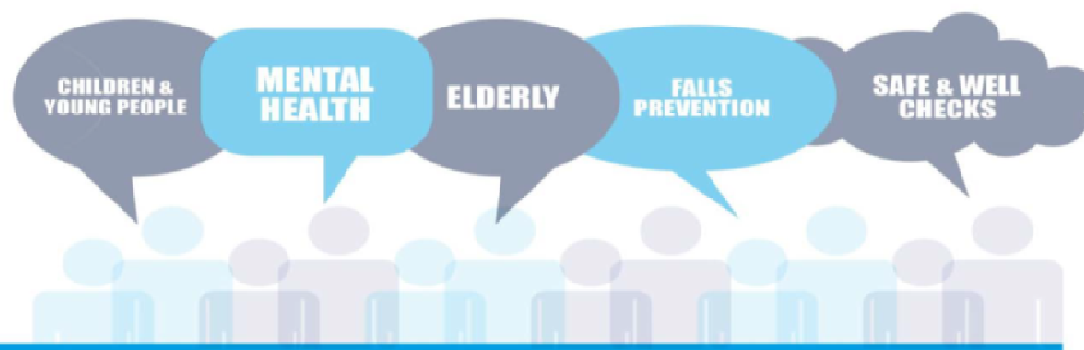 CHILDREN &
YOUNG PEOPLE
MENTAL
HEALTH
ELDERLY
FALLS
PREVENTION
SAFE & WELL
CHECKS